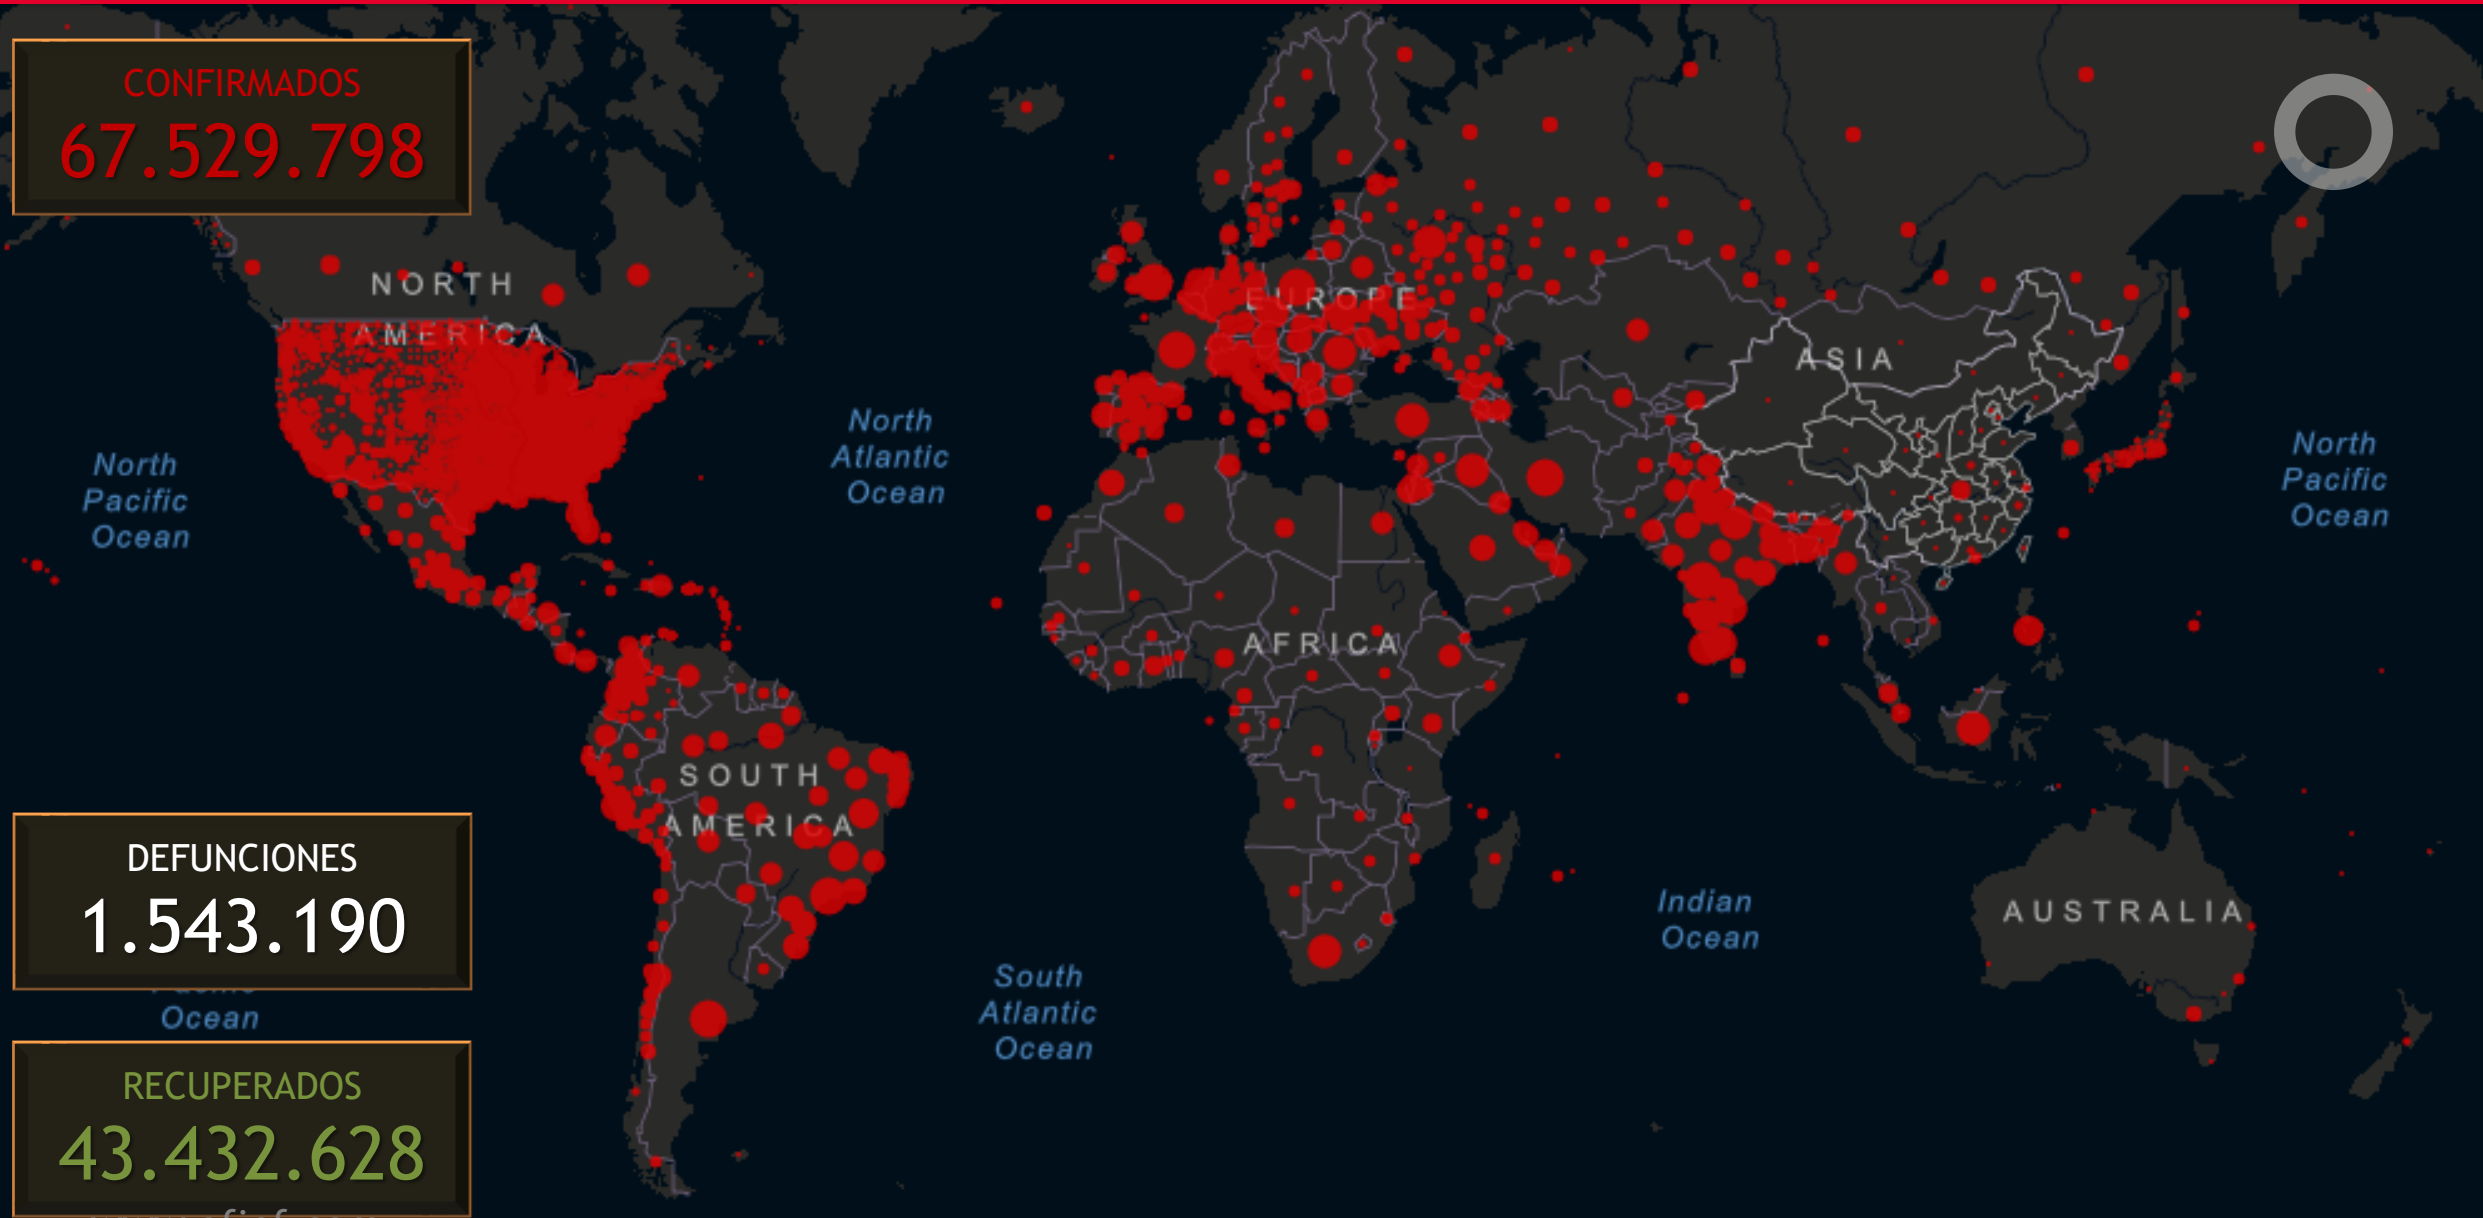 CONFIRMADOS
67.529.798
NORTH
AMERICA
EUROPE
ASIA
North
Atlantic
Ocean
North
Pacific
Ocean
North
Pacific
Ocean
AFRICA
SOUTH
AMERICA
DEFUNCIONES
1.543.190
Ocean
Indian
Ocean
AUSTRALIA
South
Atlantic
Ocean
RECUPERADOS
43.432.628